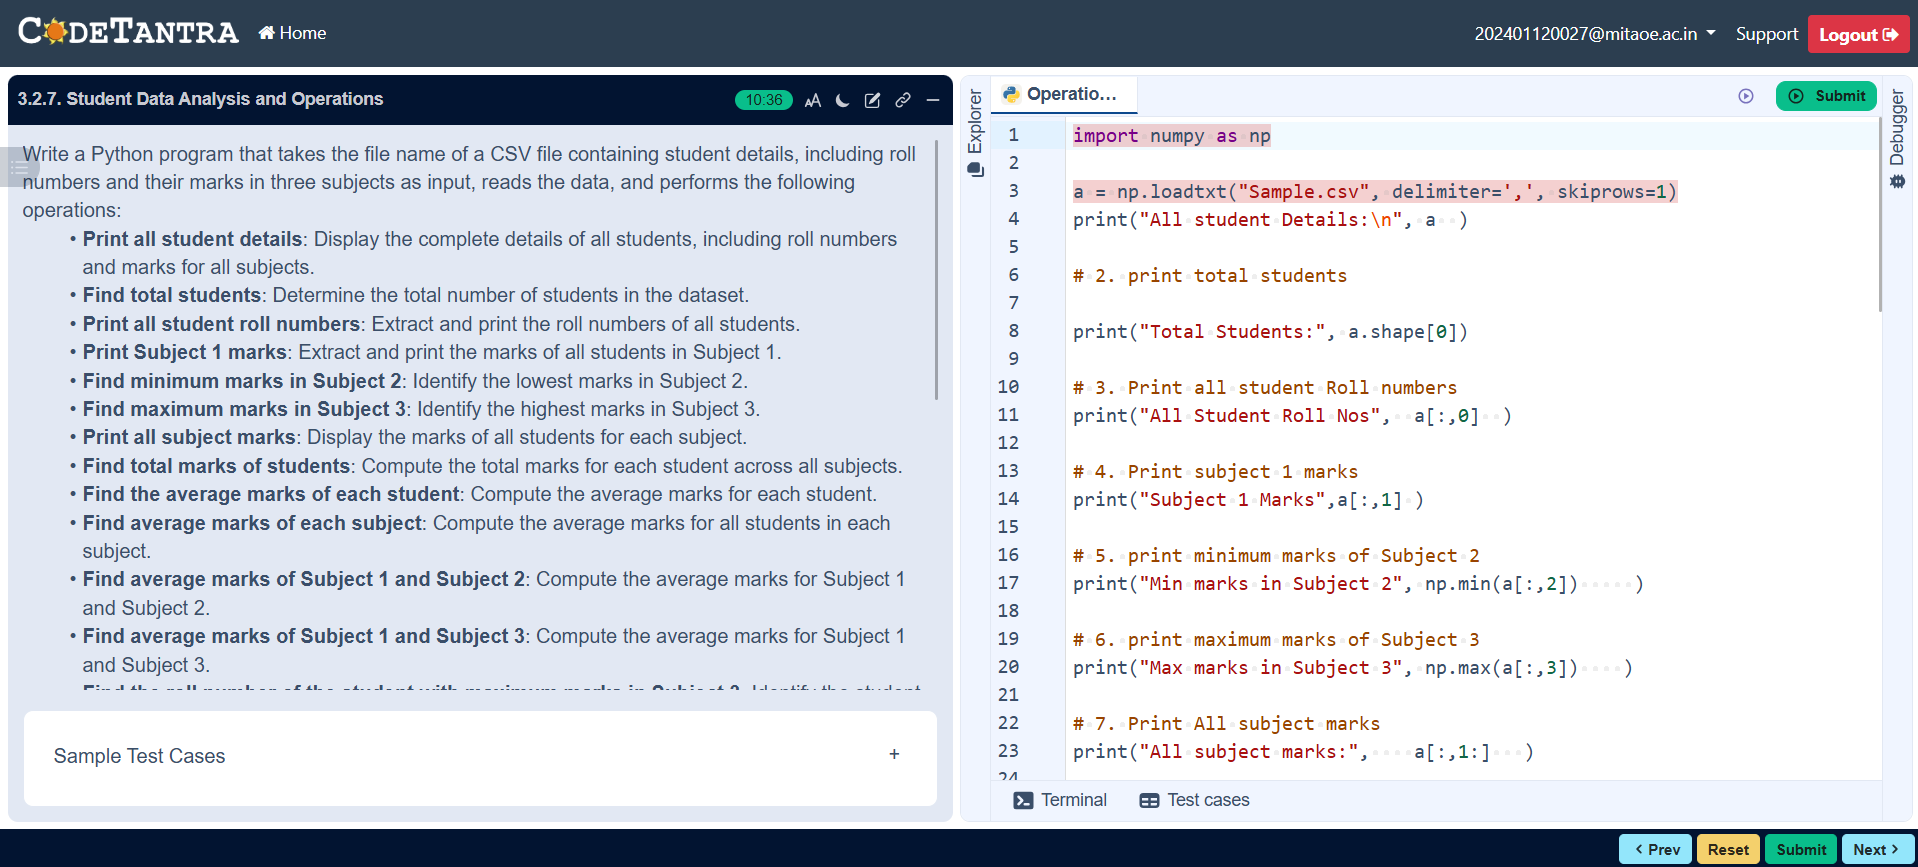 CODETANTRA Home 202401120027@mitaoe.ac.in Support Logout
3.2.7. Student Data Analysis and Operations 10:36
Write a Python program that takes the file name of a CSV file containing student details, including roll
numbers and their marks in three subjects as input, reads the data, and performs the following
operations:
• Print all student details: Display the complete details of all students, including roll numbers
and marks for all subjects.
• Find total students: Determine the total number of students in the dataset.
• Print all student roll numbers: Extract and print the roll numbers of all students.
• Print Subject 1 marks: Extract and print the marks of all students in Subject 1.
• Find minimum marks in Subject 2: Identify the lowest marks in Subject 2.
• Find maximum marks in Subject 3: Identify the highest marks in Subject 3.
• Print all subject marks: Display the marks of all students for each subject.
• Find total marks of students: Compute the total marks for each student across all subjects.
• Find the average marks of each student: Compute the average marks for each student.
• Find average marks of each subject: Compute the average marks for all students in each
subject.
• Find average marks of Subject 1 and Subject 2: Compute the average marks for Subject 1
and Subject 2.
• Find average marks of Subject 1 and Subject 3: Compute the average marks for Subject 1
and Subject 3.
Sample Test Cases +
Explorer
Operatio...
Submit
Debugger
1 import numpy as np
2
3 a = np.loadtxt("Sample.csv", delimiter=',', skiprows=1)
4 print("All student Details:\n", a )
5
6 # 2. print total students
7
8 print("Total Students:", a.shape[0])
9
10 # 3. Print all student Roll numbers
11 print("All Student Roll Nos", a[:,0] )
12
13 # 4. Print subject 1 marks
14 print("Subject 1 Marks",a[:,1] )
15
16 # 5. print minimum marks of Subject 2
17 print("Min marks in Subject 2", np.min(a[:,2]) )
18
19 # 6. print maximum marks of Subject 3
20 print("Max marks in Subject 3", np.max(a[:,3]) )
21
22 # 7. Print All subject marks
23 print("All subject marks:", a[:,1:] )
24
Terminal Test cases
< Prev Reset Submit Next >